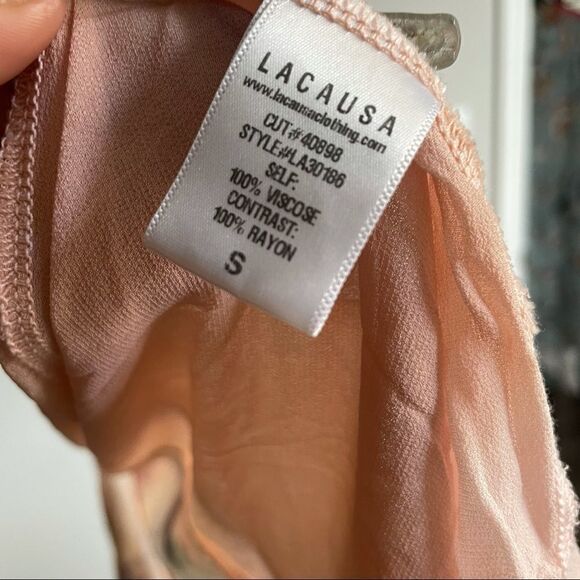 LACAUSA
www.lacausaclothing.com
CUT#40898
STYLE#LA30186
SELF:
100% VISCOSE
CONTRAST:
100% RAYON
S